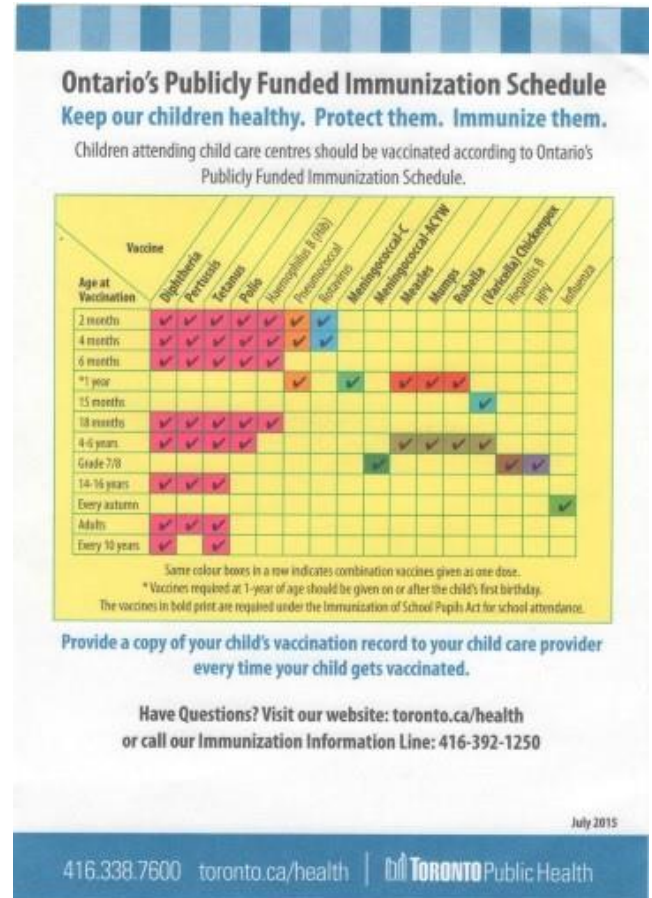 Ontario's Publicly Funded Immunization Schedule
Keep our children healthy. Protect them. Immunize them.
Children attending child care centres should be vaccinated according to Ontario's
Publicly Funded Immunization Schedule.
Vaccine
Diphtheria
Pertussis
Tetanus
Polio
Haemophilus B (Hib)
Pneumococcal
Rotavirus
Meningococcal-C
Meningococcal-ACYW
Measles
Mumps
Rubella
(Varicella) Chickenpox
Hepatitis B
HPV
Influenza
Age at
Vaccination
2 months ✓ ✓ ✓ ✓ ✓ ✓ ✓
4 months ✓ ✓ ✓ ✓ ✓ ✓ ✓
6 months ✓ ✓ ✓ ✓ ✓
*1 year ✓ ✓ ✓ ✓ ✓
15 months ✓
18 months ✓ ✓ ✓ ✓ ✓
4-6 years ✓ ✓ ✓ ✓ ✓ ✓ ✓ ✓
Grade 7/8 ✓ ✓ ✓
14-16 years ✓ ✓ ✓
Every autumn ✓
Adults ✓ ✓ ✓
Every 10 years ✓ ✓
Same colour boxes in a row indicates combination vaccines given as one dose.
* Vaccines required at 1-year of age should be given on or after the child's first birthday.
The vaccines in bold print are required under the Immunization of School Pupils Act for school attendance.
Provide a copy of your child's vaccination record to your child care provider
every time your child gets vaccinated.
Have Questions? Visit our website: toronto.ca/health
or call our Immunization Information Line: 416-392-1250
July 2015
416.338.7600 toronto.ca/health | TORONTO Public Health